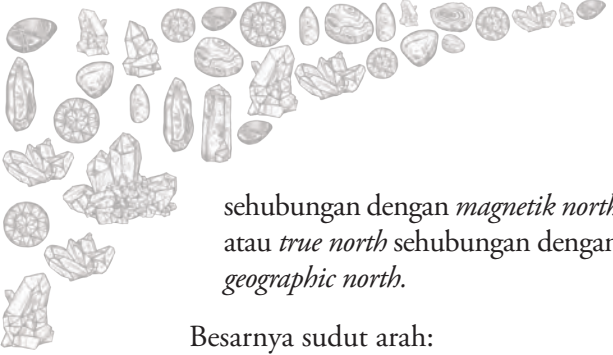 sehubungan dengan magnetik north
atau true north sehubungan dengan
geographic north.
Besarnya sudut arah: